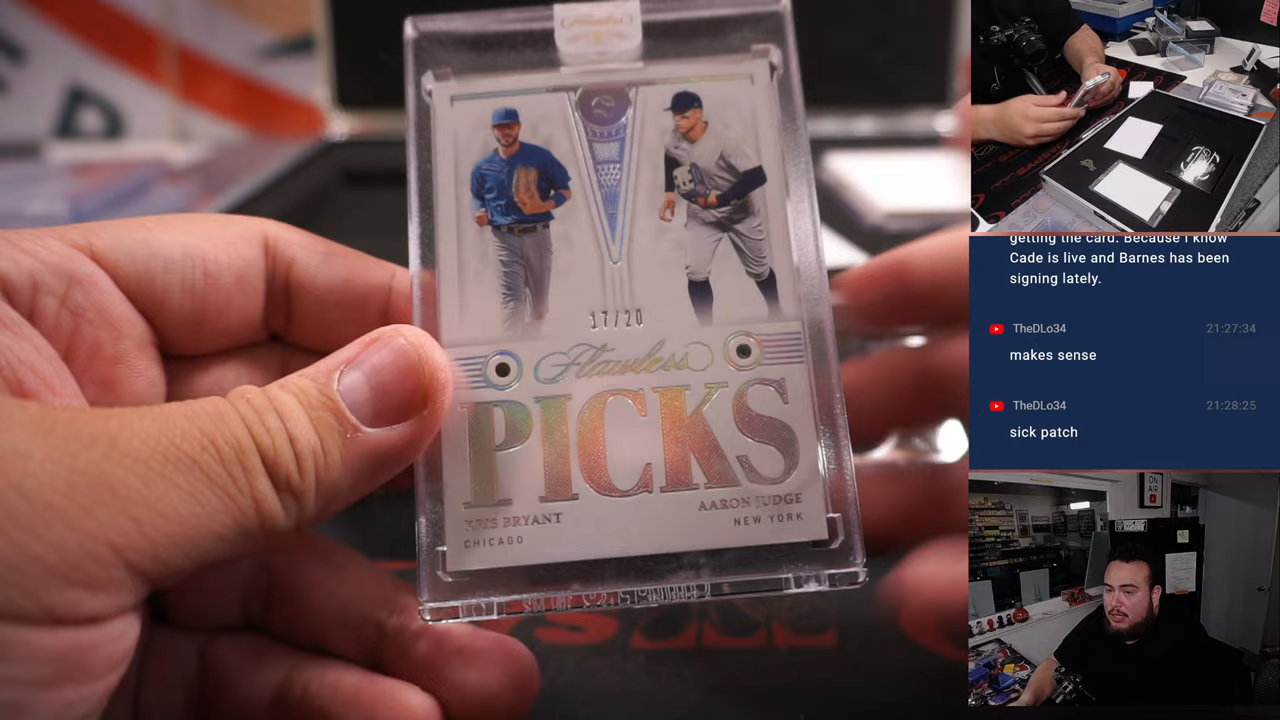 17/20
Flawless
PICKS
KRIS BRYANT
CHICAGO
AARON JUDGE
NEW YORK
getting the card. Because I know
Cade is live and Barnes has been
signing lately.
TheDLo34
21:27:34
makes sense
TheDLo34
21:28:25
sick patch
ON
AIR